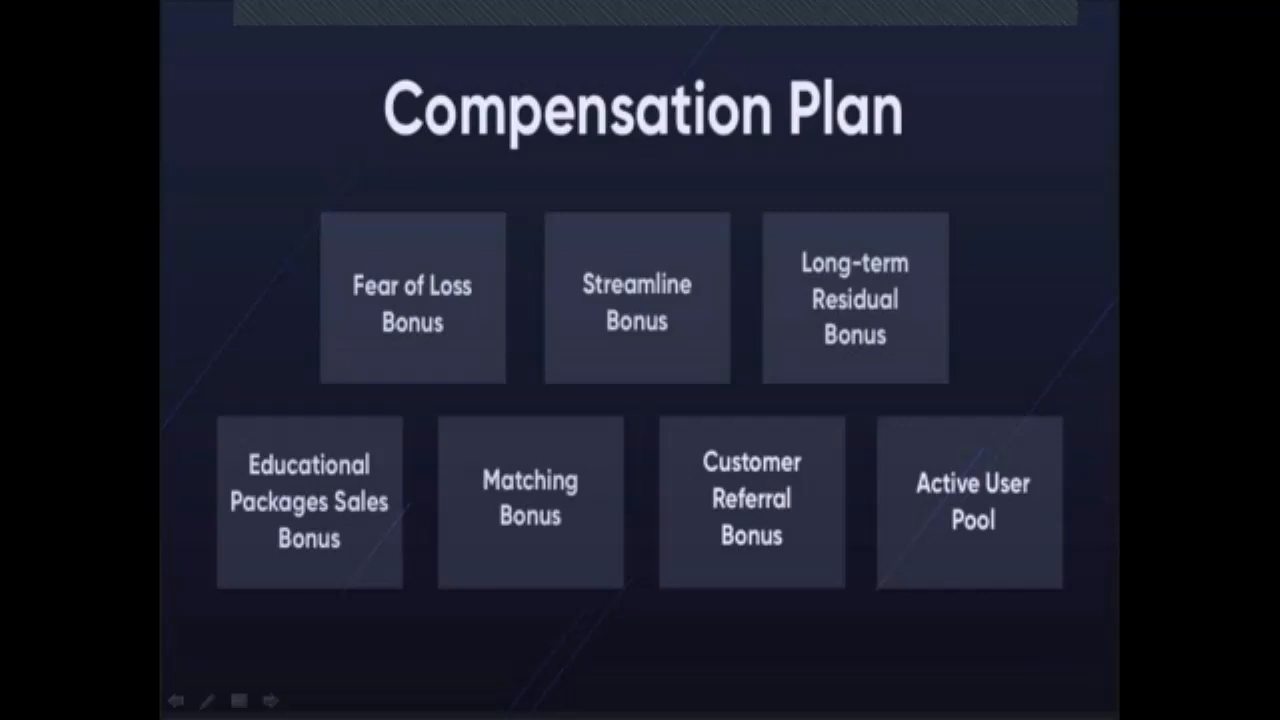 Compensation Plan
Fear of Loss
Bonus
Streamline
Bonus
Long-term
Residual
Bonus
Educational
Packages Sales
Bonus
Matching
Bonus
Customer
Referral
Bonus
Active User
Pool